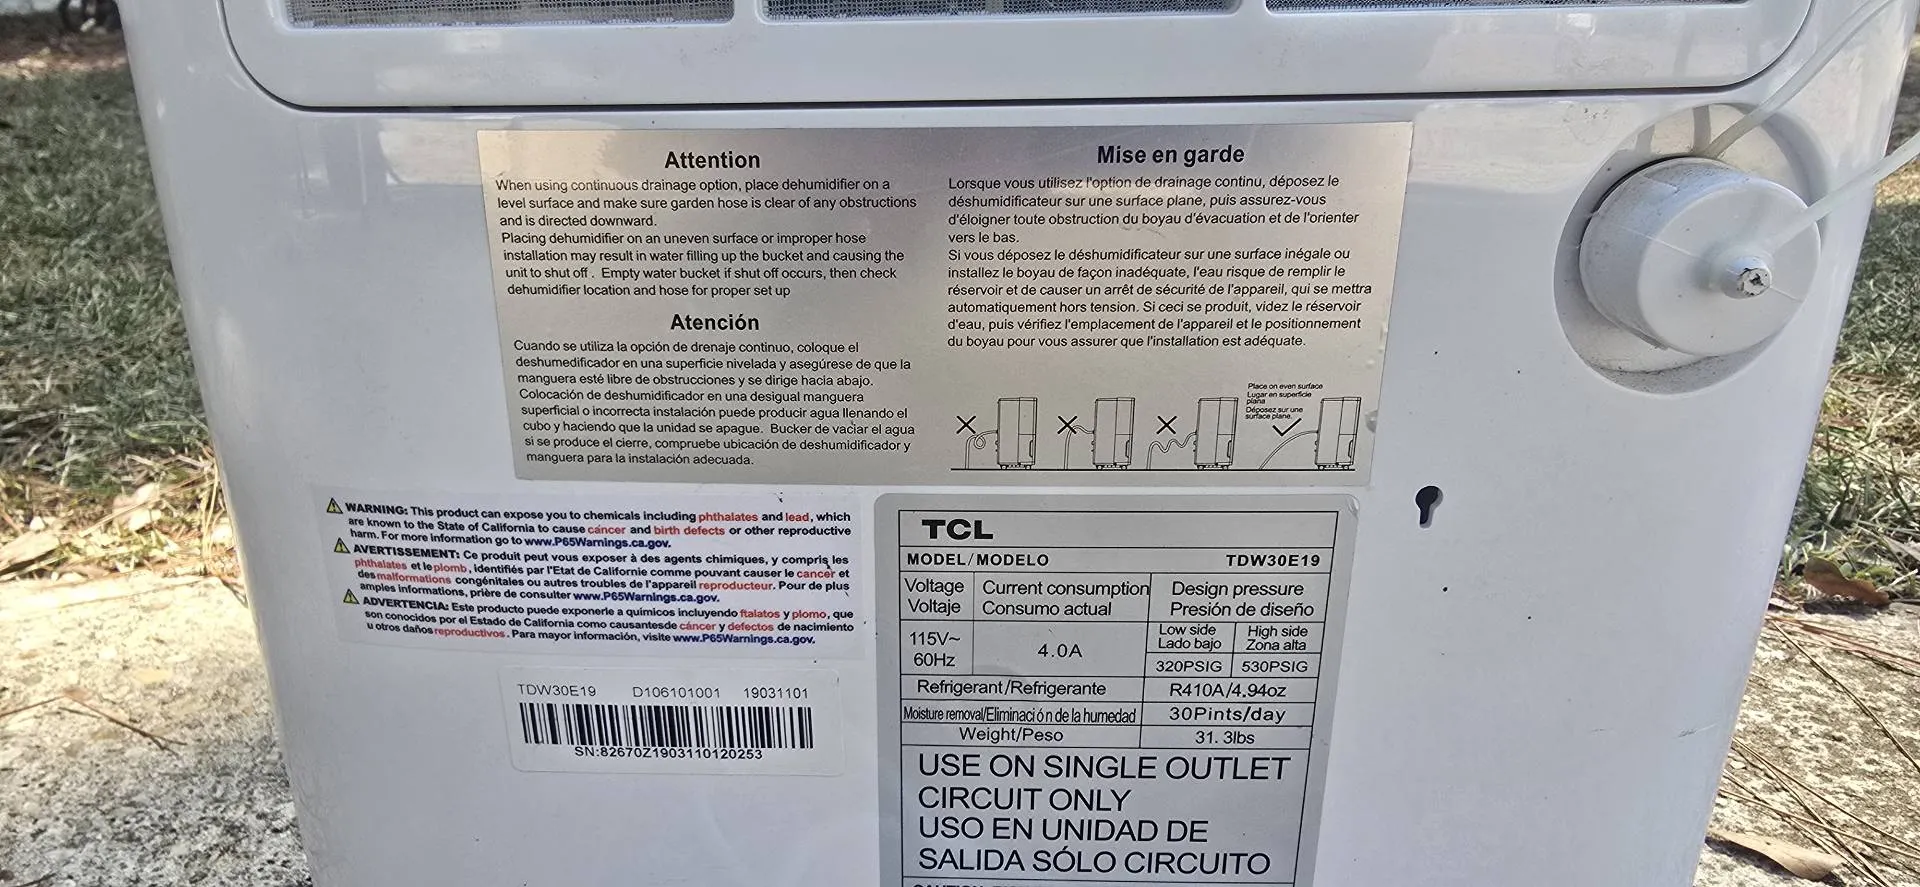 Attention
When using continuous drainage option, place dehumidifier on a
level surface and make sure garden hose is clear of any obstructions
and is directed downward.
Placing dehumidifier on an uneven surface or improper hose
installation may result in water filling up the bucket and causing the
unit to shut off . Empty water bucket if shut off occurs, then check
dehumidifier location and hose for proper set up
Atención
Cuando se utiliza la opción de drenaje continuo, coloque el
deshumedificador en una superficie nivelada y asegúrese de que la
manguera esté libre de obstrucciones y se dirige hacia abajo.
Colocación de deshumidificador en una desigual manguera
superficial o incorrecta instalación puede producir agua llenando el
cubo y haciendo que la unidad se apague. Bucker de vaciar el agua
si se produce el cierre, compruebe ubicación de deshumidificador y
manguera para la instalación adecuada.
Mise en garde
Lorsque vous utilisez l'option de drainage continu, déposez le
déshumidificateur sur une surface plane, puis assurez-vous
d'éloigner toute obstruction du boyau d'évacuation et de l'orienter
vers le bas.
Si vous déposez le déshumidificateur sur une surface inégale ou
installez le boyau de façon inadéquate, l'eau risque de remplir le
réservoir et de causer un arrêt de sécurité de l'appareil, qui se mettra
automatiquement hors tension. Si ceci se produit, videz le réservoir
d'eau, puis vérifiez l'emplacement de l'appareil et le positionnement
du boyau pour vous assurer que l'installation est adéquate.
Place on even surface
Lugar en superficie
plana
Déposez sur une
surface plane.
WARNING: This product can expose you to chemicals including phthalates and lead, which
are known to the State of California to cause cancer and birth defects or other reproductive
harm. For more information go to www.P65Warnings.ca.gov.
AVERTISSEMENT: Ce produit peut vous exposer à des agents chimiques, y compris les
phthalates et le plomb, identifiés par l'Etat de Californie comme pouvant causer le cancer et
des malformations congénitales ou autres troubles de l'appareil reproducteur. Pour de plus
amples informations, prière de consulter www.P65Warnings.ca.gov.
ADVERTENCIA: Este producto puede exponerle a químicos incluyendo ftalatos y plomo, que
son conocidos por el Estado de California como causantesde cáncer y defectos de nacimiento
u otros daños reproductivos. Para mayor información, visite www.P65Warnings.ca.gov.
TDW30E19 D106101001 19031101
SN:82670Z1903110120253
TCL
MODEL/MODELO TDW30E19
Voltage Current consumption Design pressure
Voltaje Consumo actual Presión de diseño
115V~ 60Hz
4.0A
Low side High side
Lado bajo Zona alta
320PSIG 530PSIG
Refrigerant/Refrigerante R410A/4.94oz
Moisture removal/Eliminación de la humedad 30Pints/day
Weight/Peso 31.3lbs
USE ON SINGLE OUTLET
CIRCUIT ONLY
USO EN UNIDAD DE
SALIDA SÓLO CIRCUITO